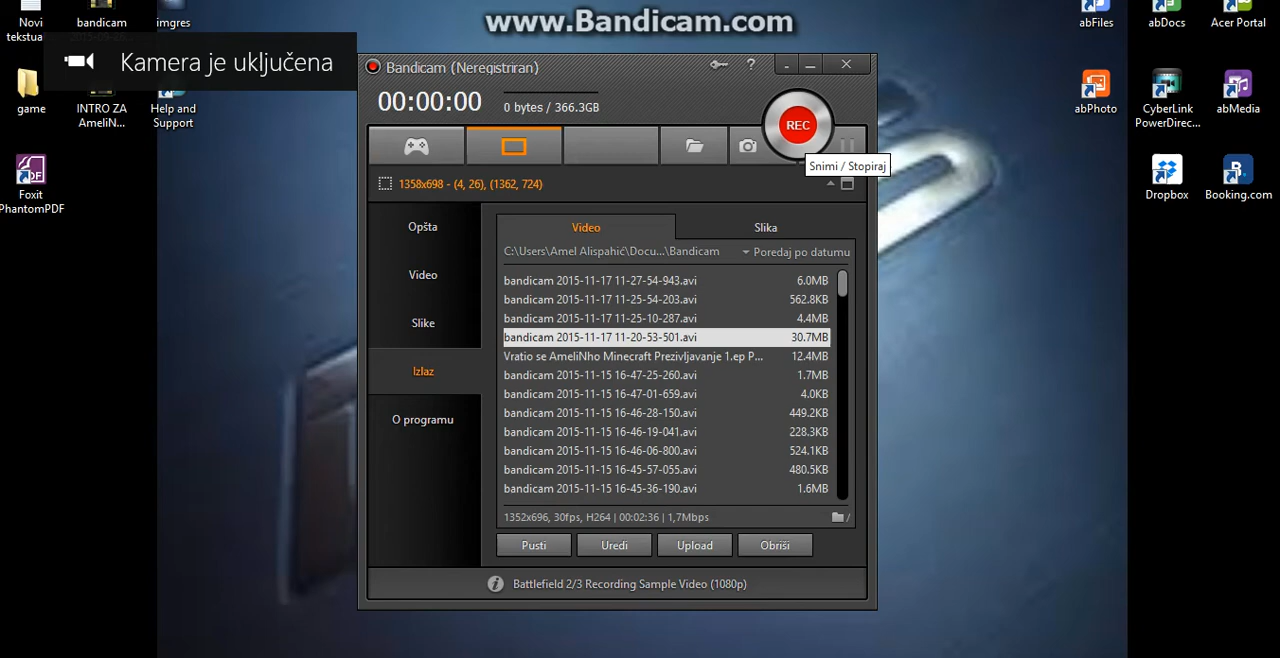 www.Bandicam.com
Novi
tekstua...
bandicam
imgres
Kamera je uključena
game
INTRO ZA
AmeliN...
Help and
Support
Foxit
PhantomPDF
abFiles
abDocs
Acer Portal
abPhoto
CyberLink
PowerDirec...
abMedia
Dropbox
Booking.com
Bandicam (Neregistriran)
00:00:00
0 bytes / 366.3GB
REC
Snimi / Stopiraj
1358x698 - (4, 26), (1362, 724)
Opšta
Video
Slike
Izlaz
O programu
Video
Slika
C:\Users\Amel Alispahić\Docu...\Bandicam
Poredaj po datumu
bandicam 2015-11-17 11-27-54-943.avi 6.0MB
bandicam 2015-11-17 11-25-54-203.avi 562.8KB
bandicam 2015-11-17 11-25-10-287.avi 4.4MB
bandicam 2015-11-17 11-20-53-501.avi 30.7MB
Vratio se AmeliNho Minecraft Prezivljavanje 1.ep P... 12.4MB
bandicam 2015-11-15 16-47-25-260.avi 1.7MB
bandicam 2015-11-15 16-47-01-659.avi 4.0KB
bandicam 2015-11-15 16-46-28-150.avi 449.2KB
bandicam 2015-11-15 16-46-19-041.avi 228.3KB
bandicam 2015-11-15 16-46-06-800.avi 524.1KB
bandicam 2015-11-15 16-45-57-055.avi 480.5KB
bandicam 2015-11-15 16-45-36-190.avi 1.6MB
1352x696, 30fps, H264 | 00:02:36 | 1,7Mbps
/
Pusti
Uredi
Upload
Obriši
Battlefield 2/3 Recording Sample Video (1080p)